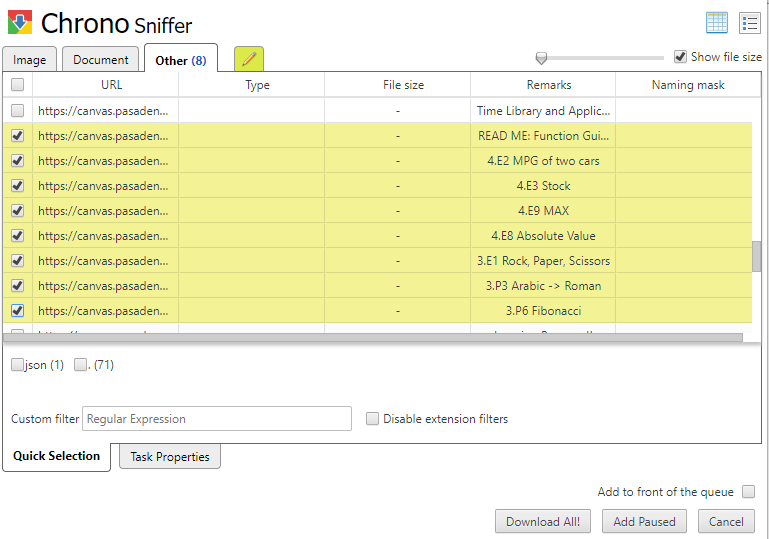 Chrono Sniffer
Image Document Other (8)
Show file size
URL Type File size Remarks Naming mask
https://canvas.pasaden... - Time Library and Applic...
https://canvas.pasaden... - READ ME: Function Gui...
https://canvas.pasaden... - 4.E2 MPG of two cars
https://canvas.pasaden... - 4.E3 Stock
https://canvas.pasaden... - 4.E9 MAX
https://canvas.pasaden... - 4.E8 Absolute Value
https://canvas.pasaden... - 3.E1 Rock, Paper, Scissors
https://canvas.pasaden... - 3.P3 Arabic -> Roman
https://canvas.pasaden... - 3.P6 Fibonacci
json (1) . (71)
Custom filter Regular Expression Disable extension filters
Quick Selection Task Properties
Add to front of the queue
Download All! Add Paused Cancel